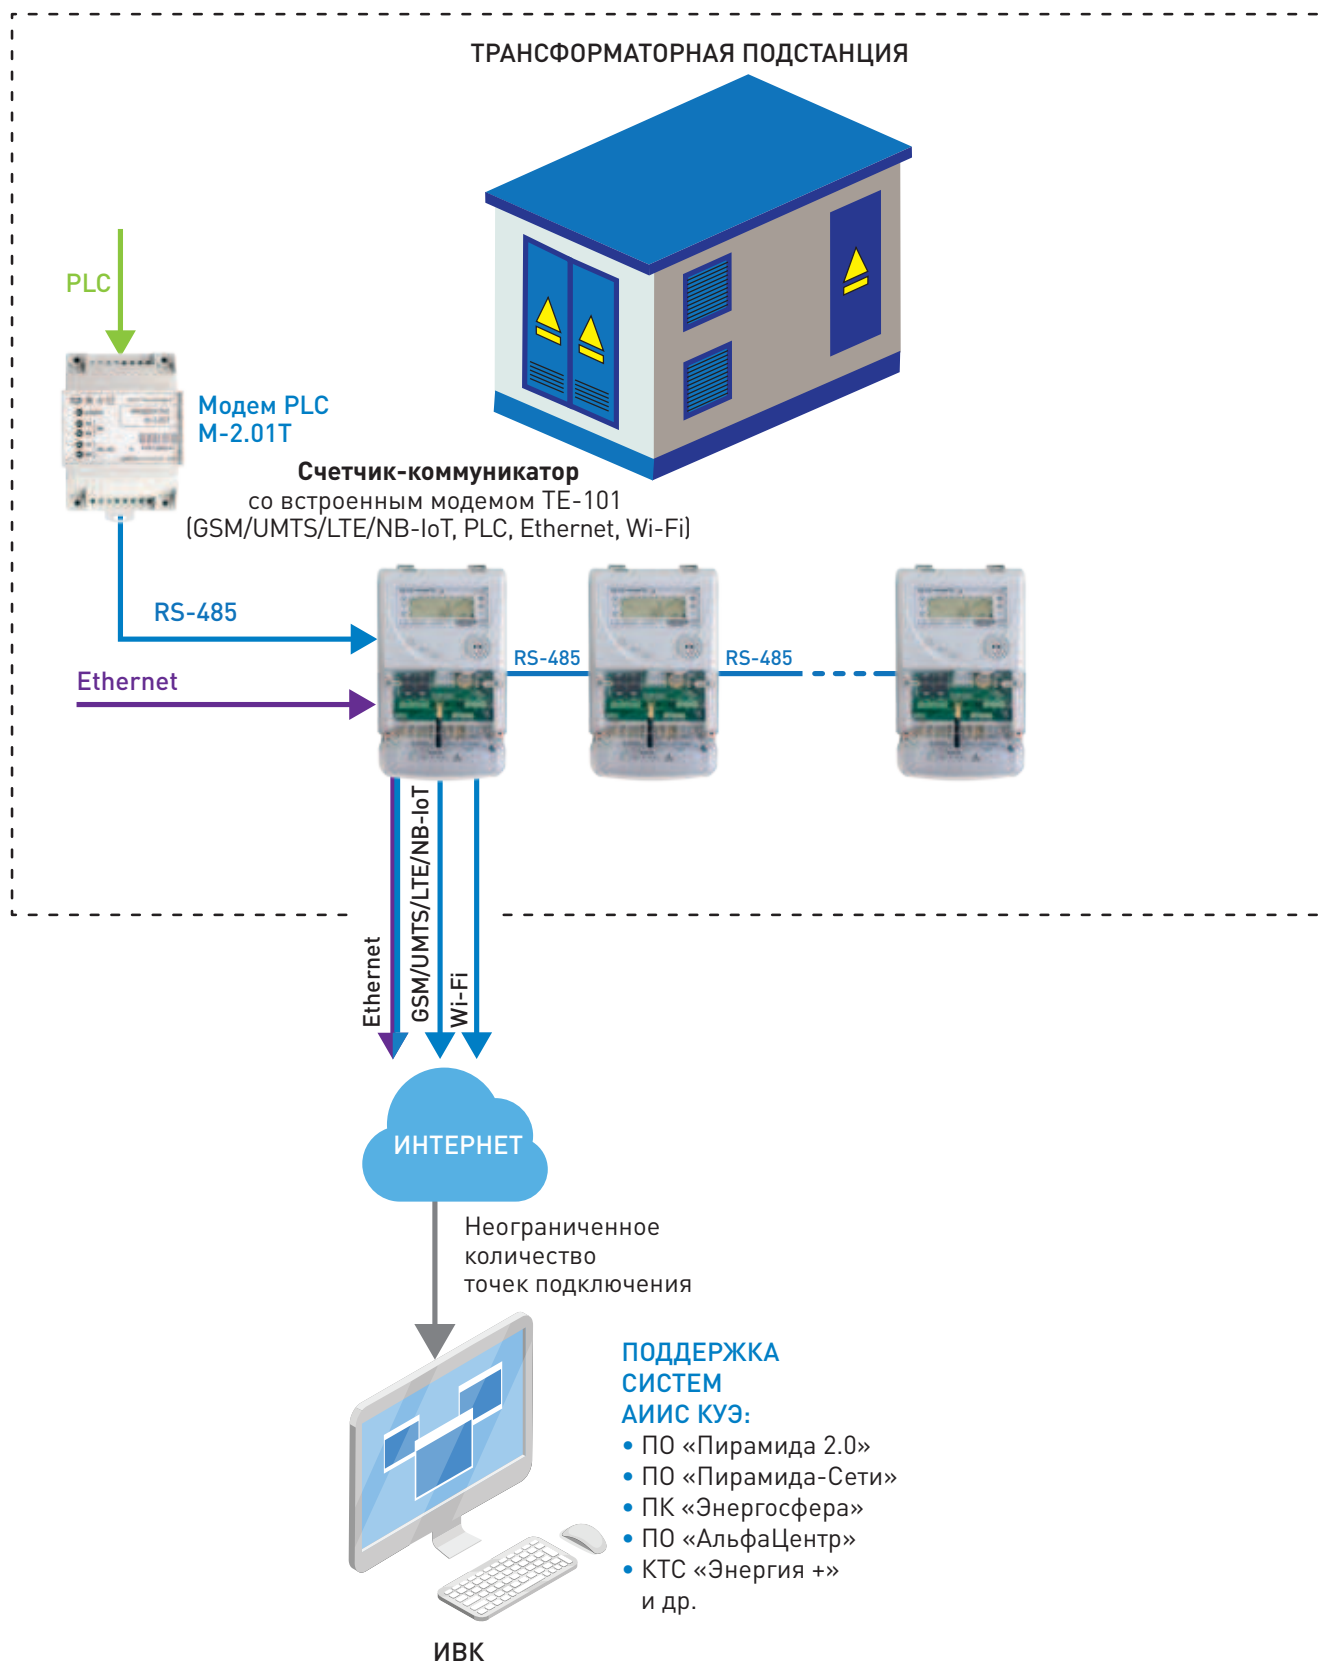 ТРАНСФОРМАТОРНАЯ ПОДСТАНЦИЯ
PLC
Модем PLC
М-2.01Т
Счетчик-коммуникатор
со встроенным модемом ТЕ-101
(GSM/UMTS/LTE/NB-IoT, PLC, Ethernet, Wi-Fi)
RS-485
RS-485
RS-485
Ethernet
Ethernet
GSM/UMTS/LTE/NB-IoT
Wi-Fi
ИНТЕРНЕТ
Неограниченное
количество
точек подключения
ПОДДЕРЖКА
СИСТЕМ
АИИС КУЭ:
• ПО «Пирамида 2.0»
• ПО «Пирамида-Сети»
• ПК «Энергосфера»
• ПО «АльфаЦентр»
• КТС «Энергия +»
и др.
ИВК